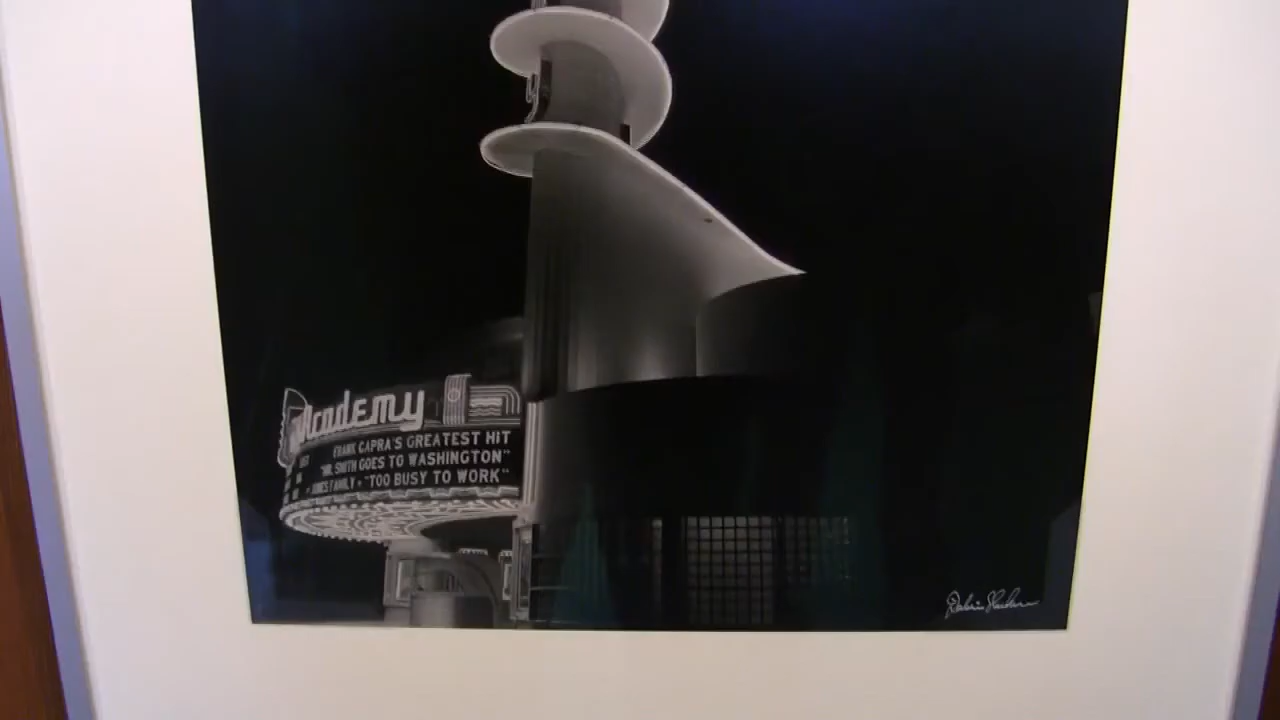 Academy
FRANK CAPRA'S GREATEST HIT
"MR. SMITH GOES TO WASHINGTON"
JONES FAMILY • "TOO BUSY TO WORK"